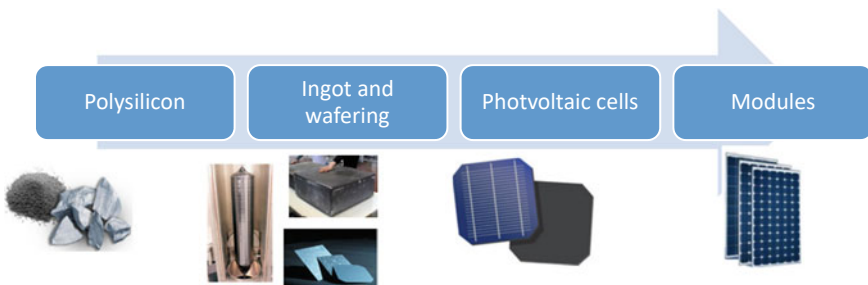 Polysilicon
Ingot and
wafering
Photvoltaic cells
Modules